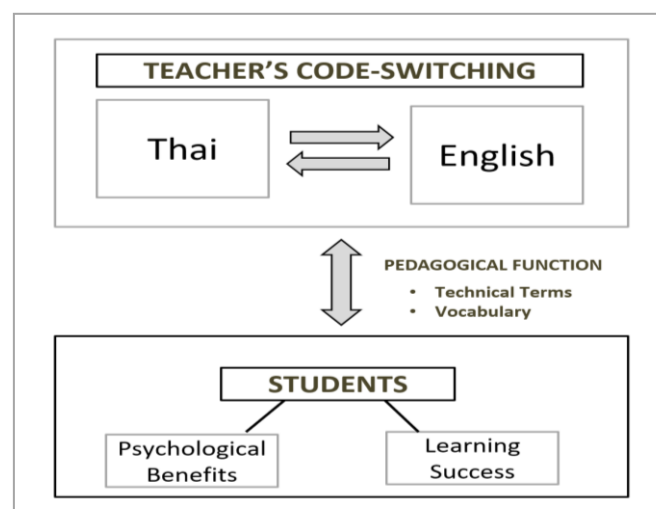 TEACHER'S CODE-SWITCHING
Thai
English
PEDAGOGICAL FUNCTION
• Technical Terms
• Vocabulary
STUDENTS
Psychological
Benefits
Learning
Success